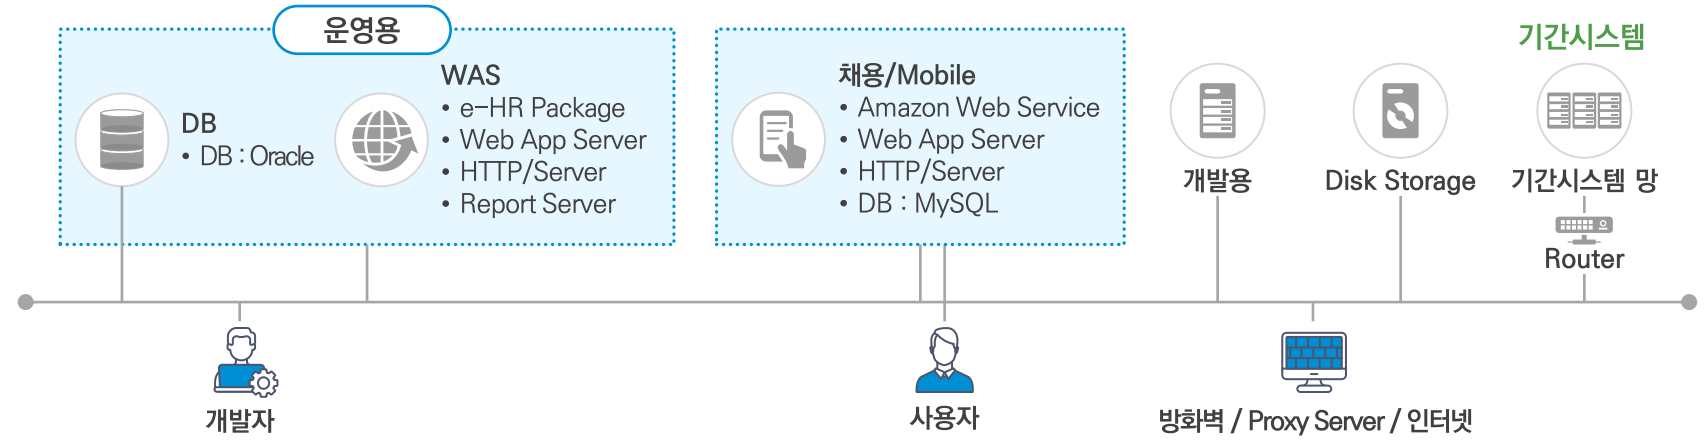 운영용
DB
• DB : Oracle
WAS
• e-HR Package
• Web App Server
• HTTP/Server
• Report Server
채용/Mobile
• Amazon Web Service
• Web App Server
• HTTP/Server
• DB : MySQL
개발용
Disk Storage
기간시스템
기간시스템 망
Router
개발자
사용자
방화벽 / Proxy Server / 인터넷